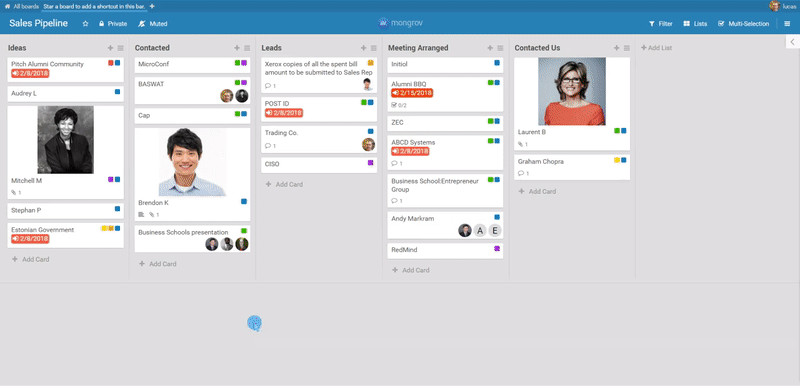 All boards
Star a board to add a shortcut in this bar.
lucas
Sales Pipeline
Private
Muted
mongrov
Filter
Lists
Multi-Selection
Ideas
Pitch Alumni Community
2/8/2018
Audrey L
Mitchell M
1
Stephan P
Estonian Government
2/8/2018
Add Card
Contacted
MicroConf
BASWAT
Cap
Brendon K
1
Business Schools presentation
Add Card
Leads
Xerox copies of all the spent bill
amount to be submitted to Sales Rep
1
POST ID
2/8/2018
Trading Co.
1
CISO
Add Card
Meeting Arranged
Initiol
Alumni BBQ
2/15/2018
0/2
ZEC
ABCD Systems
2/8/2018
1
Business School:Entrepreneur
Group
1
Andy Markram
A E
RedMind
Add Card
Contacted Us
Laurent B
1
Graham Chopra
1
Add Card
Add List